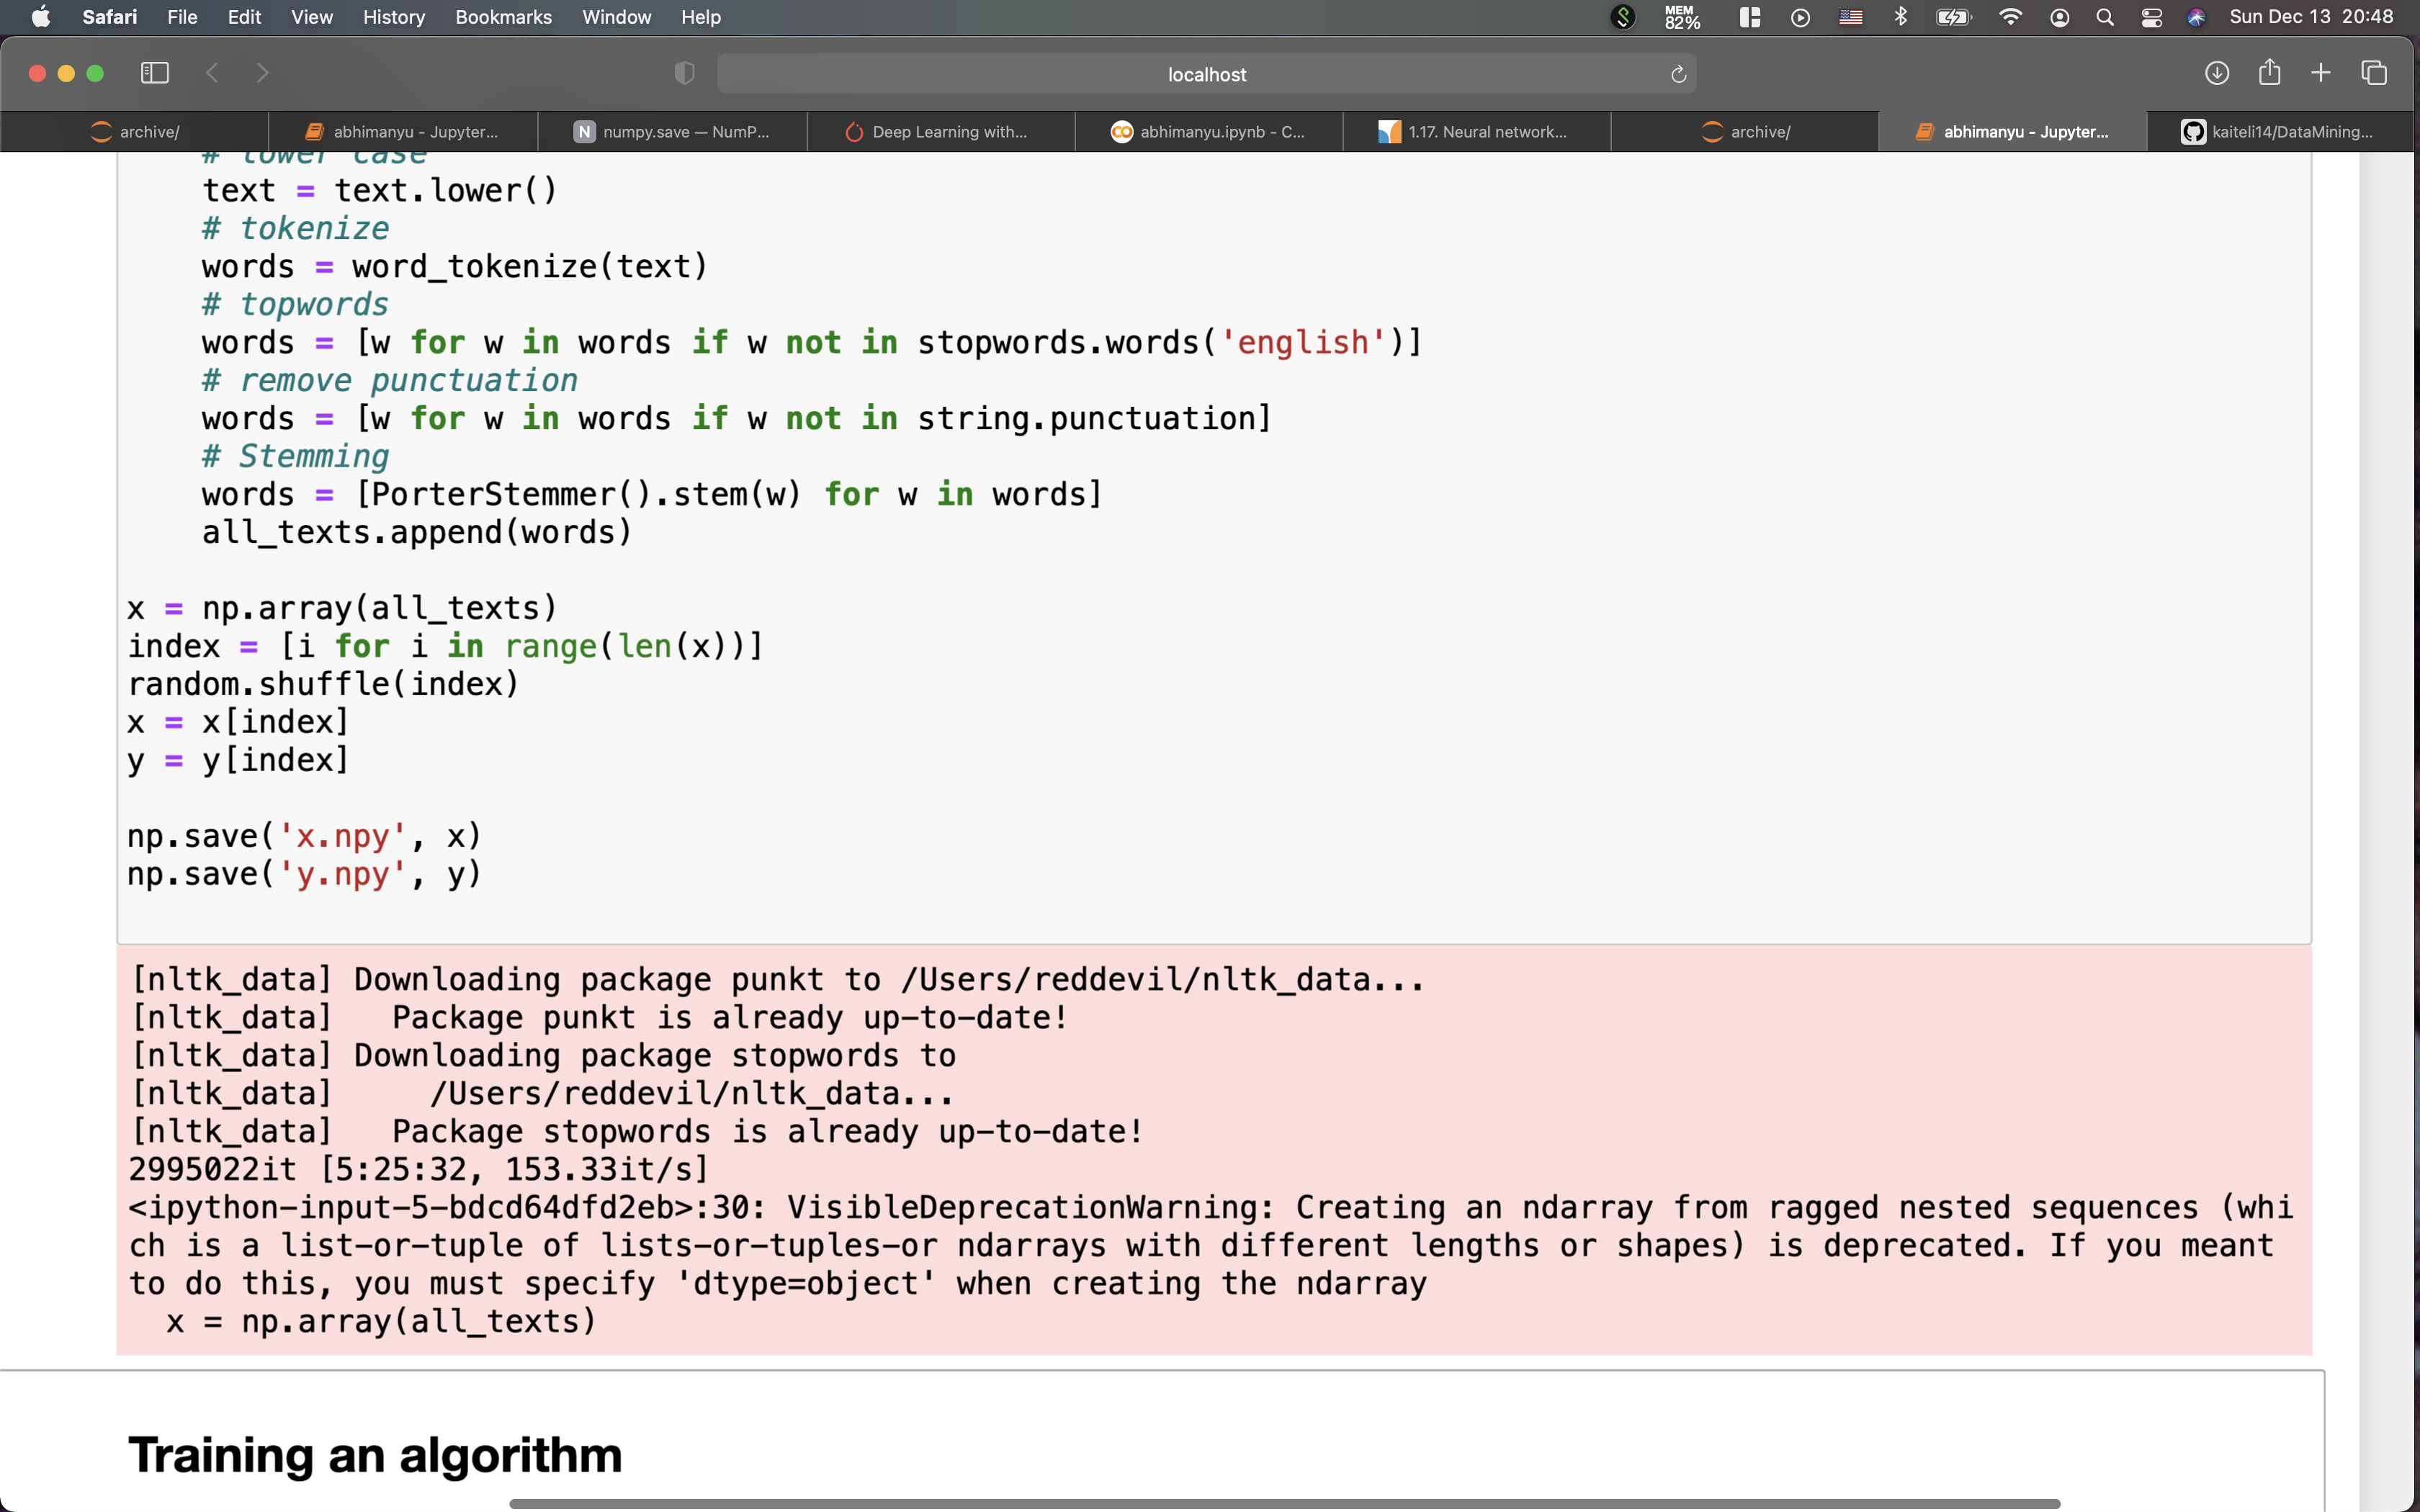 Safari File Edit View History Bookmarks Window Help MEM 82% Sun Dec 13 20:48
localhost
archive/ abhimanyu - Jupyter... numpy.save — NumP... Deep Learning with... abhimanyu.ipynb - C... 1.17. Neural network... archive/ abhimanyu - Jupyter... kaiteli14/DataMining...
# lower case
text = text.lower()
# tokenize
words = word_tokenize(text)
# topwords
words = [w for w in words if w not in stopwords.words('english')]
# remove punctuation
words = [w for w in words if w not in string.punctuation]
# Stemming
words = [PorterStemmer().stem(w) for w in words]
all_texts.append(words)
x = np.array(all_texts)
index = [i for i in range(len(x))]
random.shuffle(index)
x = x[index]
y = y[index]
np.save('x.npy', x)
np.save('y.npy', y)
[nltk_data] Downloading package punkt to /Users/reddevil/nltk_data...
[nltk_data]   Package punkt is already up-to-date!
[nltk_data] Downloading package stopwords to
[nltk_data]     /Users/reddevil/nltk_data...
[nltk_data]   Package stopwords is already up-to-date!
2995022it [5:25:32, 153.33it/s]
<ipython-input-5-bdcd64dfd2eb>:30: VisibleDeprecationWarning: Creating an ndarray from ragged nested sequences (whi
ch is a list-or-tuple of lists-or-tuples-or ndarrays with different lengths or shapes) is deprecated. If you meant
to do this, you must specify 'dtype=object' when creating the ndarray
  x = np.array(all_texts)
Training an algorithm